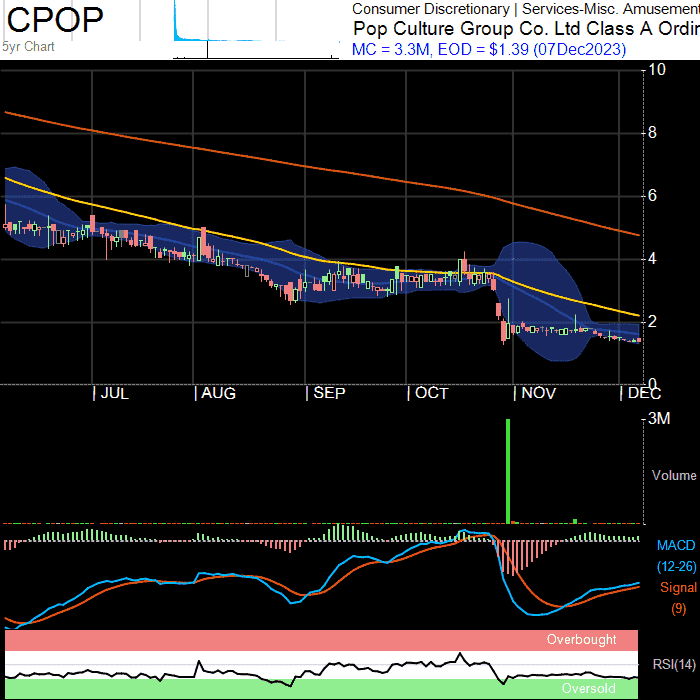 CPOP
5yr Chart
Consumer Discretionary | Services-Misc. Amusement
Pop Culture Group Co. Ltd Class A Ordin
MC = 3.3M, EOD = $1.39 (07Dec2023)
10
8
6
4
2
0
| JUL | AUG | SEP | OCT | NOV | DEC
3M
Volume
MACD
(12-26)
Signal
(9)
Overbought
RSI(14)
Oversold